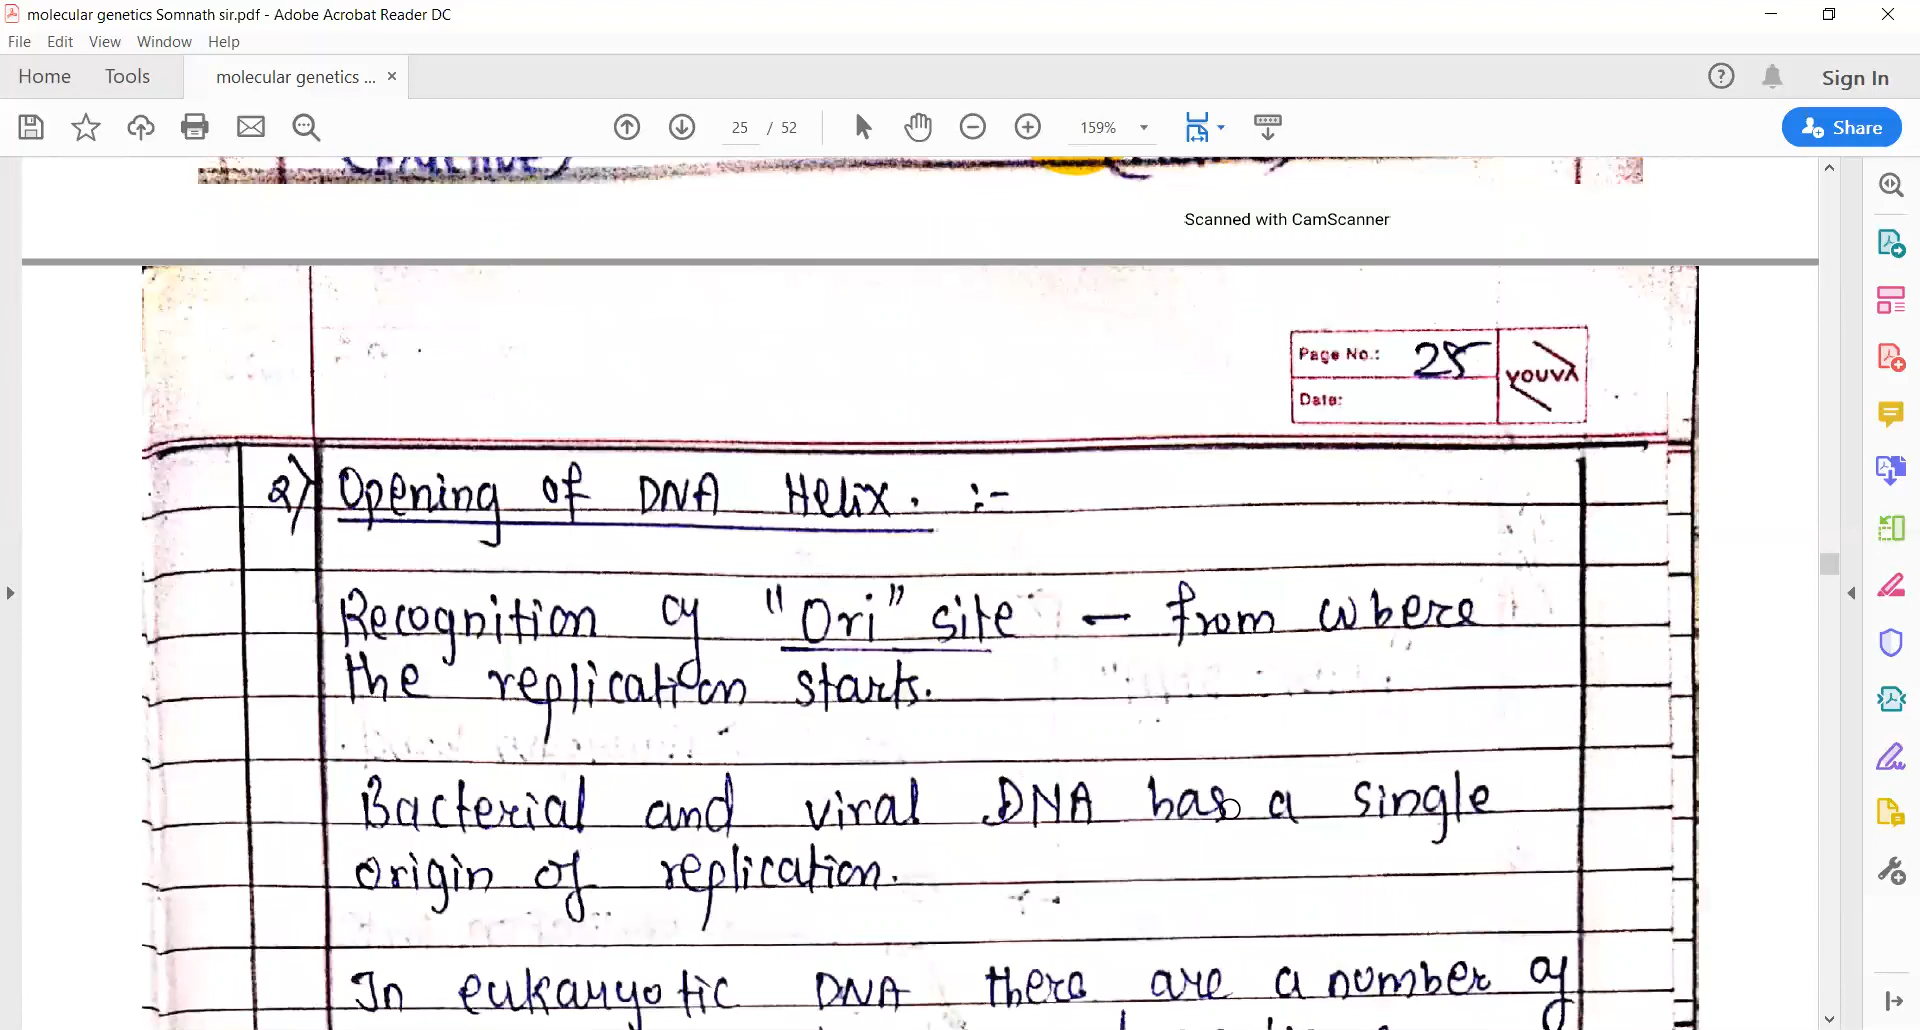 molecular genetics Somnath sir.pdf - Adobe Acrobat Reader DC
File Edit View Window Help
Home Tools molecular genetics ... × Sign In
25 / 52 159% Share
Scanned with CamScanner
Page No.: 25
youva
Date:
2) Opening of DNA Helix. :-
Recognition of "Ori" site – from where
the replication starts.
Bacterial and viral DNA has a single
origin of replication.
In eukaryotic DNA there are a number of